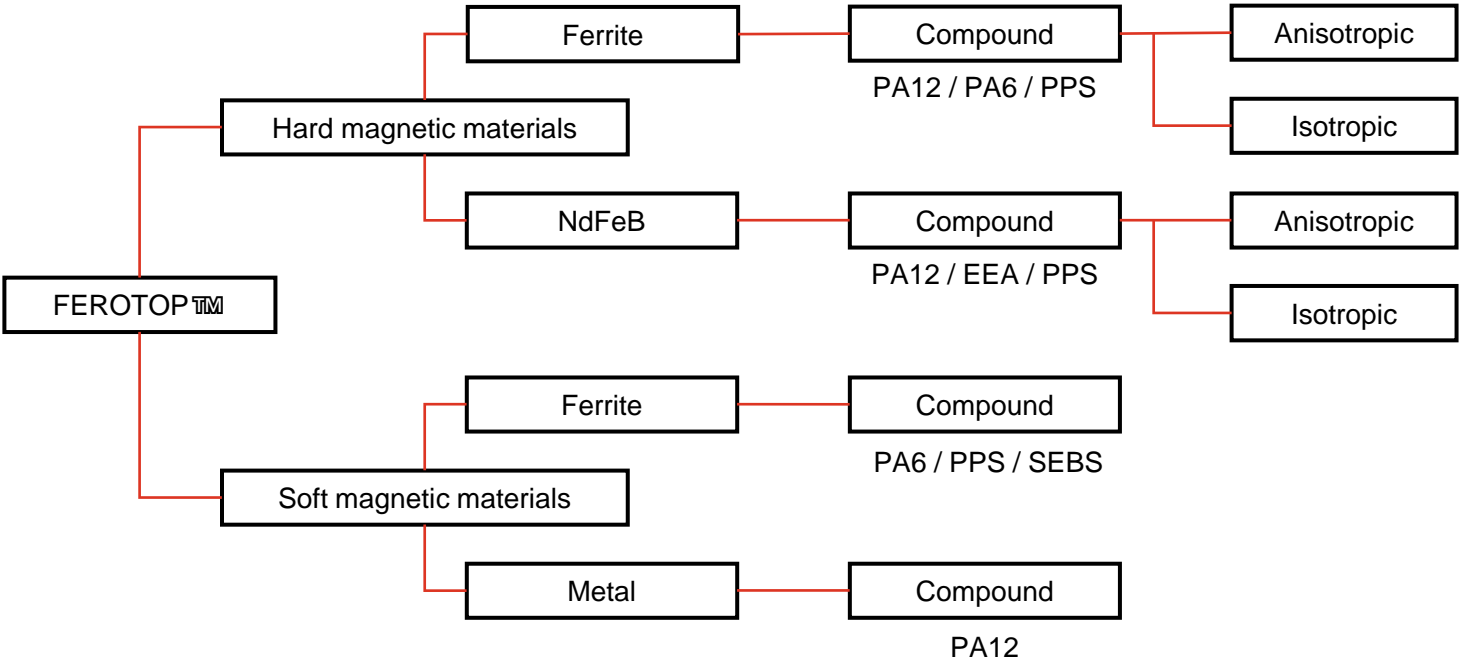 Ferrite
Compound
Anisotropic
PA12 / PA6 / PPS
Hard magnetic materials
Isotropic
NdFeB
Compound
Anisotropic
PA12 / EEA / PPS
FEROTOP™
Isotropic
Ferrite
Compound
PA6 / PPS / SEBS
Soft magnetic materials
Metal
Compound
PA12